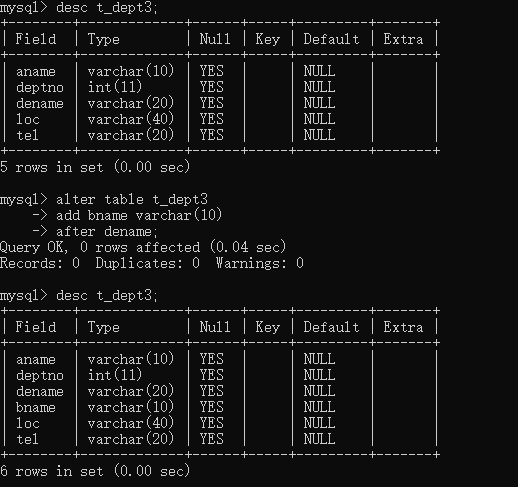 mysql> desc t_dept3;
+--------+-------------+------+-----+---------+-------+
| Field  | Type        | Null | Key | Default | Extra |
+--------+-------------+------+-----+---------+-------+
| aname  | varchar(10) | YES  |     | NULL    |       |
| deptno | int(11)     | YES  |     | NULL    |       |
| dename | varchar(20) | YES  |     | NULL    |       |
| loc    | varchar(40) | YES  |     | NULL    |       |
| tel    | varchar(20) | YES  |     | NULL    |       |
+--------+-------------+------+-----+---------+-------+
5 rows in set (0.00 sec)
mysql> alter table t_dept3
    -> add bname varchar(10)
    -> after dename;
Query OK, 0 rows affected (0.04 sec)
Records: 0  Duplicates: 0  Warnings: 0
mysql> desc t_dept3;
+--------+-------------+------+-----+---------+-------+
| Field  | Type        | Null | Key | Default | Extra |
+--------+-------------+------+-----+---------+-------+
| aname  | varchar(10) | YES  |     | NULL    |       |
| deptno | int(11)     | YES  |     | NULL    |       |
| dename | varchar(20) | YES  |     | NULL    |       |
| bname  | varchar(10) | YES  |     | NULL    |       |
| loc    | varchar(40) | YES  |     | NULL    |       |
| tel    | varchar(20) | YES  |     | NULL    |       |
+--------+-------------+------+-----+---------+-------+
6 rows in set (0.00 sec)